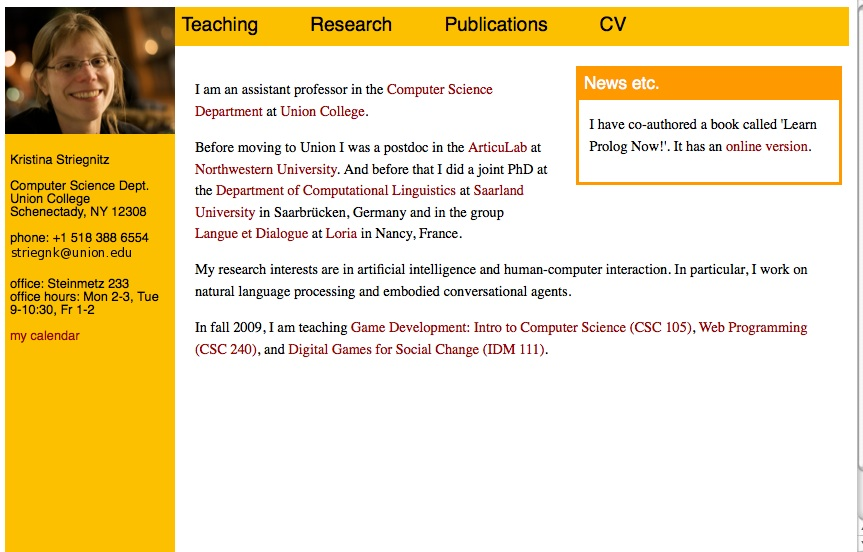 Teaching Research Publications CV
Kristina Striegnitz
Computer Science Dept.
Union College
Schenectady, NY 12308
phone: +1 518 388 6554
striegnk@union.edu
office: Steinmetz 233
office hours: Mon 2-3, Tue
9-10:30, Fr 1-2
my calendar
I am an assistant professor in the Computer Science
Department at Union College.
Before moving to Union I was a postdoc in the ArticuLab at
Northwestern University. And before that I did a joint PhD at
the Department of Computational Linguistics at Saarland
University in Saarbrücken, Germany and in the group
Langue et Dialogue at Loria in Nancy, France.
My research interests are in artificial intelligence and human-computer interaction. In particular, I work on
natural language processing and embodied conversational agents.
In fall 2009, I am teaching Game Development: Intro to Computer Science (CSC 105), Web Programming
(CSC 240), and Digital Games for Social Change (IDM 111).
News etc.
I have co-authored a book called 'Learn
Prolog Now!'. It has an online version.